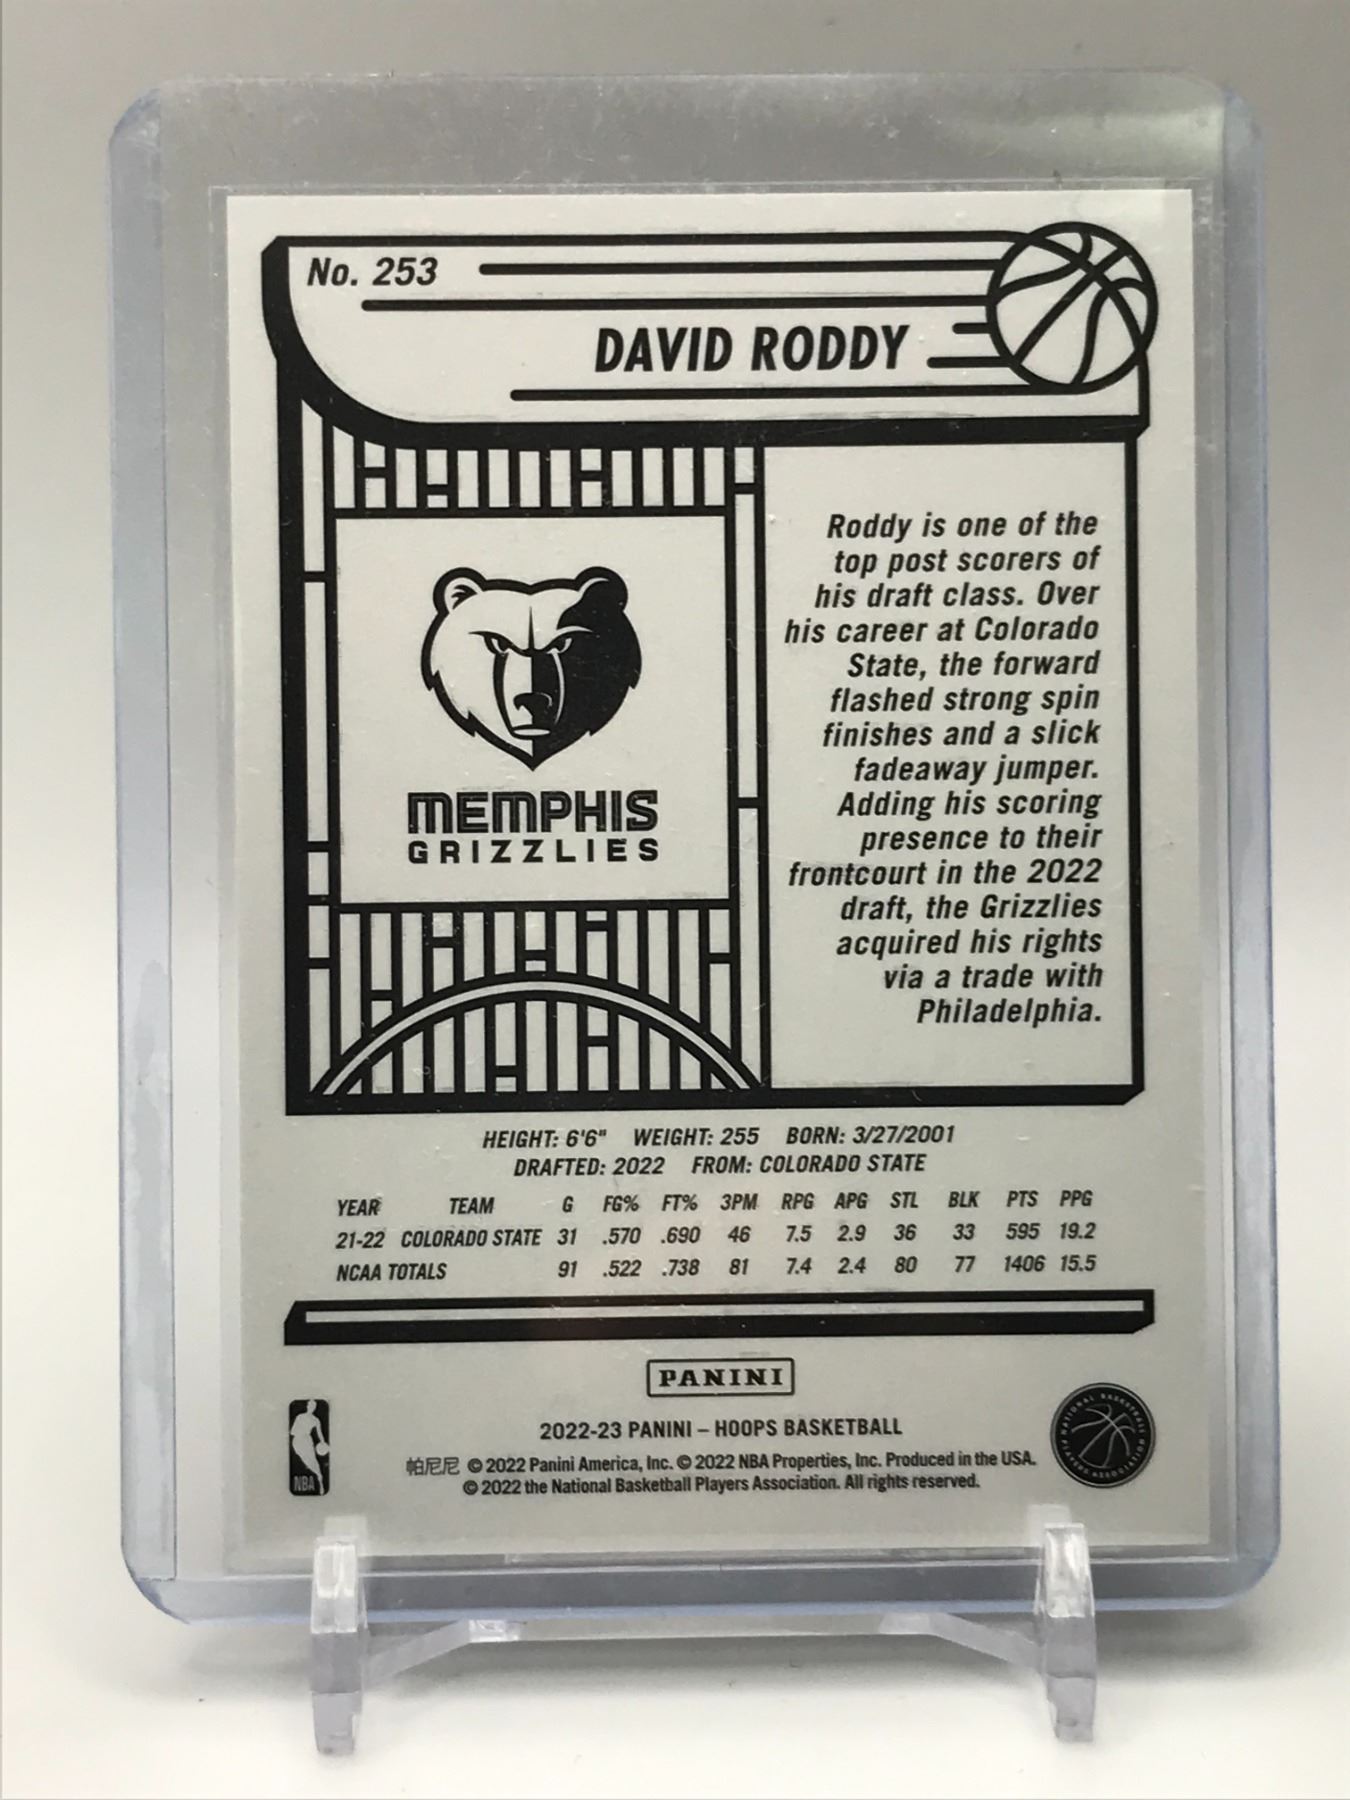 No. 253
DAVID RODDY
Roddy is one of the
top post scorers of
his draft class. Over
his career at Colorado
State, the forward
flashed strong spin
finishes and a slick
fadeaway jumper.
Adding his scoring
presence to their
frontcourt in the 2022
draft, the Grizzlies
acquired his rights
via a trade with
Philadelphia.
MEMPHIS
GRIZZLIES
HEIGHT: 6'6" WEIGHT: 255 BORN: 3/27/2001
DRAFTED: 2022 FROM: COLORADO STATE
YEAR TEAM G FG% FT% 3PM RPG APG STL BLK PTS PPG
21-22 COLORADO STATE 31 .570 .690 46 7.5 2.9 36 33 595 19.2
NCAA TOTALS 91 .522 .738 81 7.4 2.4 80 77 1406 15.5
PANINI
NBA
2022-23 PANINI – HOOPS BASKETBALL
帕尼尼 © 2022 Panini America, Inc. © 2022 NBA Properties, Inc. Produced in the USA.
© 2022 the National Basketball Players Association. All rights reserved.
NATIONAL BASKETBALL PLAYERS ASSOCIATION